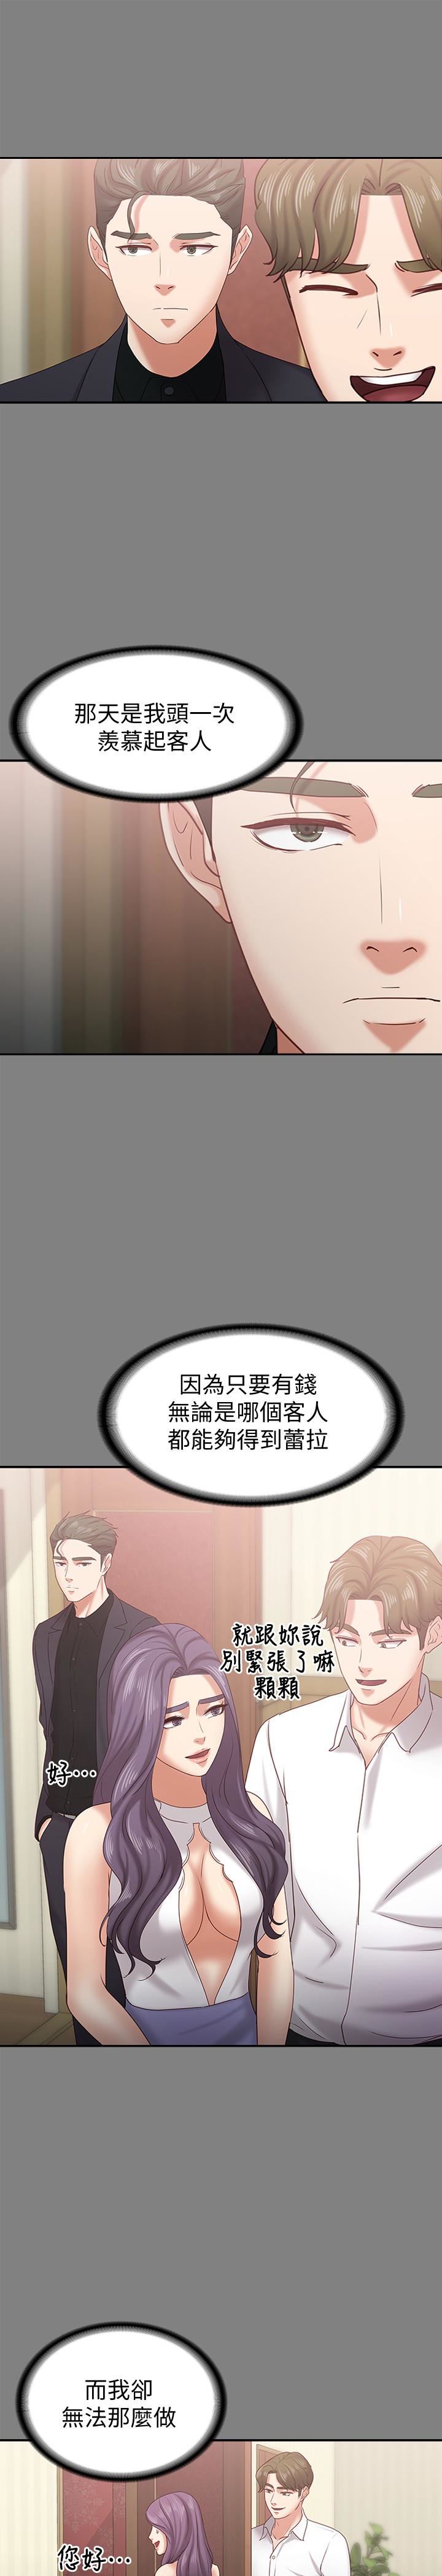 那天是我頭一次
羨慕起客人
因為只要有錢
無論是哪個客人
都能夠得到蕾拉
就跟妳說
別緊張了嘛
顆顆
好…
而我卻
無法那麼做
您好…